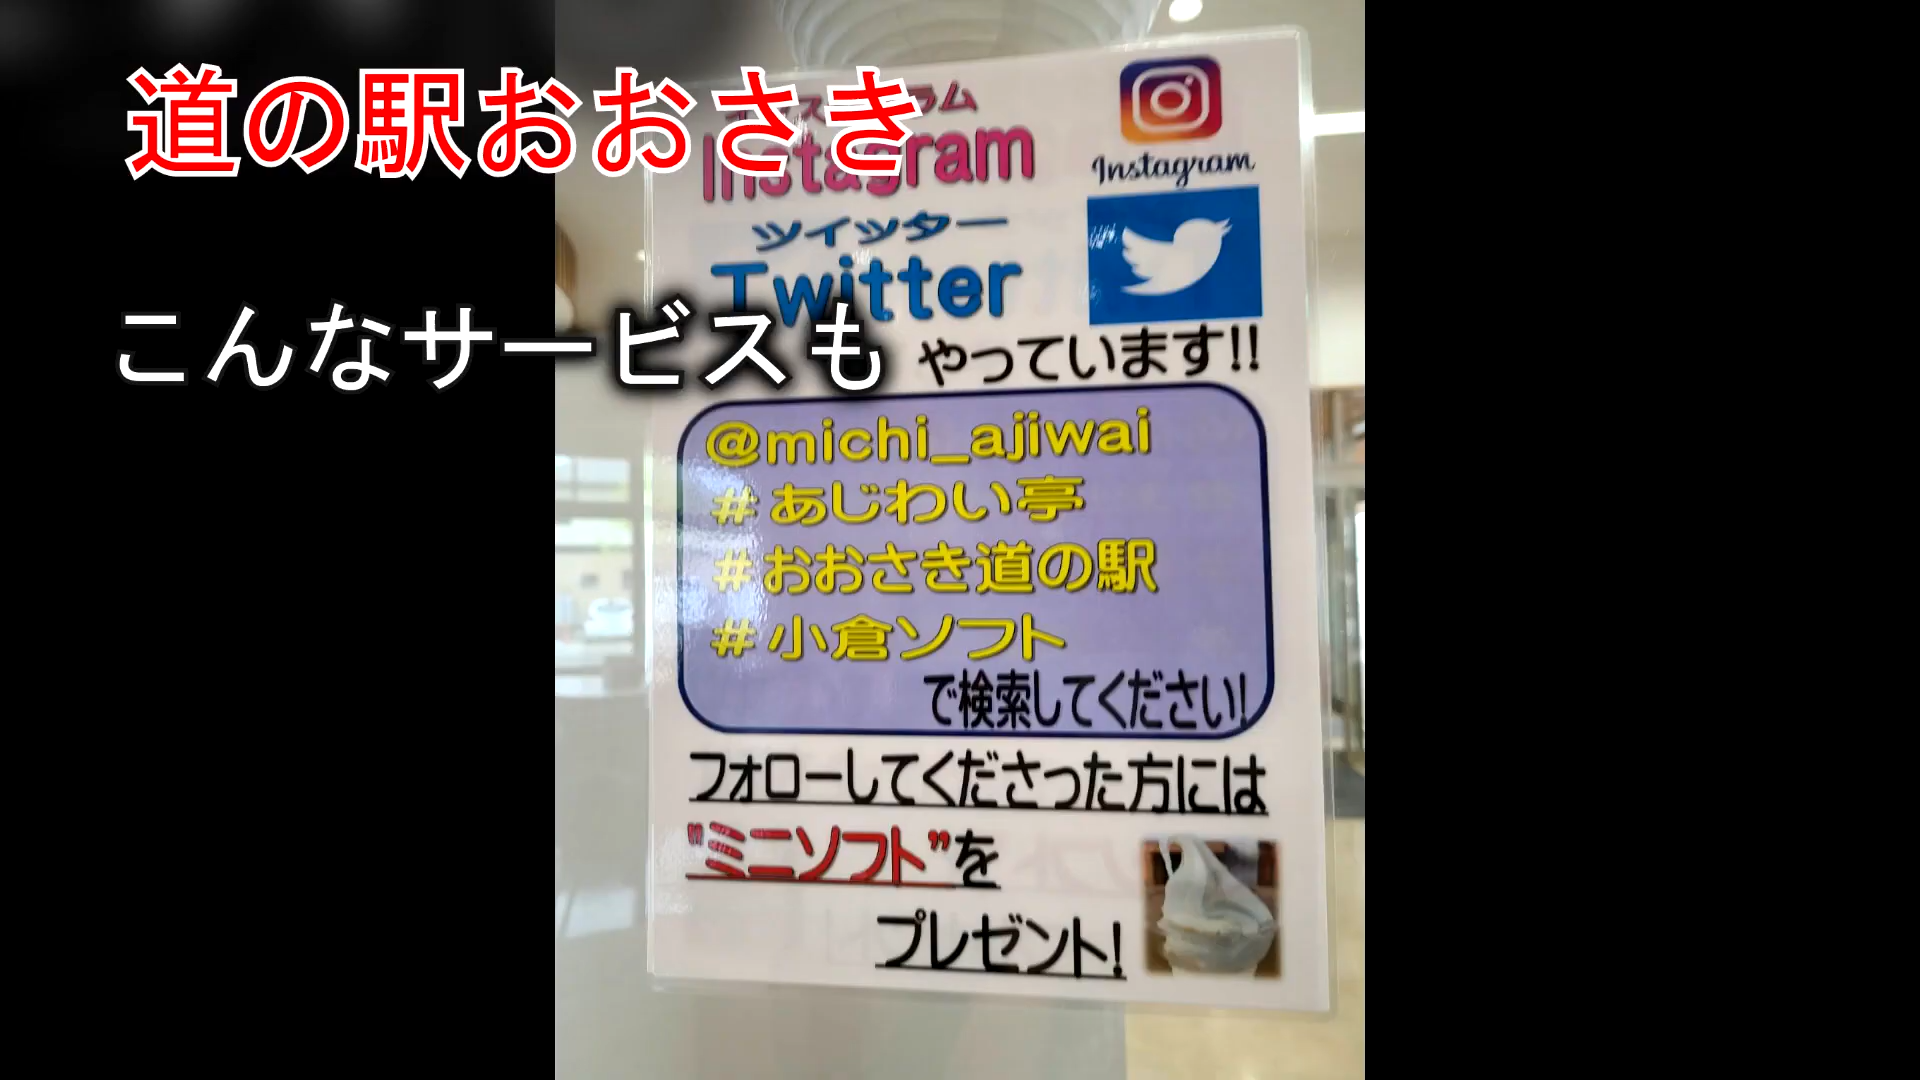 道の駅おおさき
Instagram
Instagram
ツイッター
Twitter
こんなサービスも
やっています!!
@michi_ajiwai
#あじわい亭
#おおさき道の駅
#小倉ソフト
で検索してください!
フォローしてくださった方には
"ミニソフト"を
プレゼント!